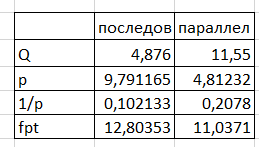 последов параллел
Q 4,876 11,55
p 9,791165 4,81232
1/p 0,102133 0,2078
fpt 12,80353 11,0371